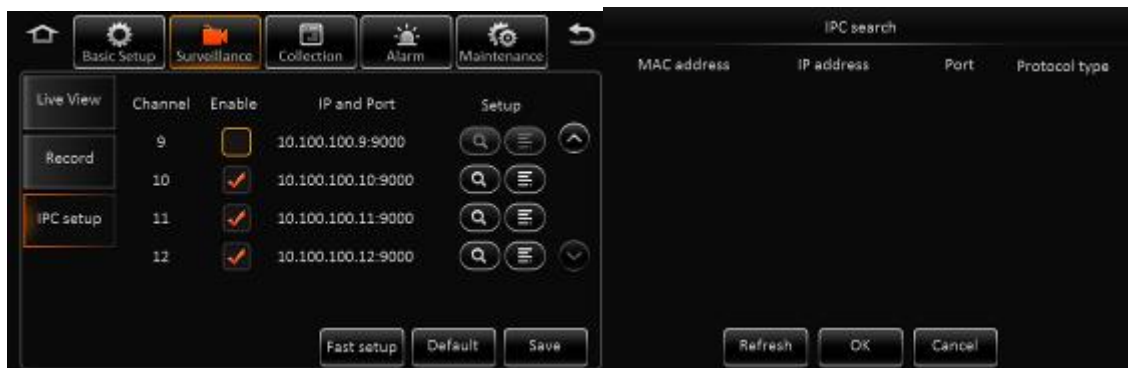 Basic Setup Surveillance Collection Alarm Maintenance
Live View
Record
IPC setup
Channel Enable IP and Port Setup
9 10.100.100.9:9000
10 10.100.100.10:9000
11 10.100.100.11:9000
12 10.100.100.12:9000
Fast setup Default Save
IPC search
MAC address IP address Port Protocol type
Refresh OK Cancel